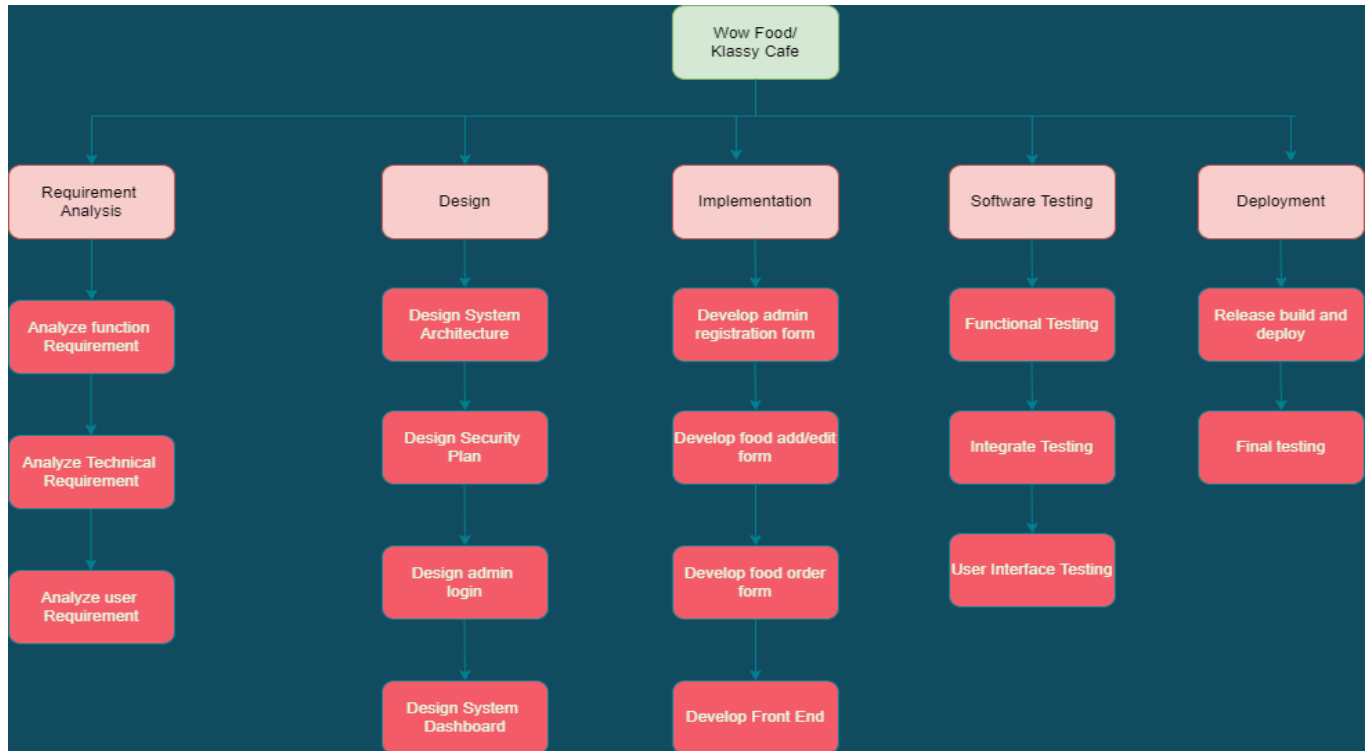 Wow Food/
Klassy Cafe
Requirement
Analysis
Design
Implementation
Software Testing
Deployment
Analyze function
Requirement
Analyze Technical
Requirement
Analyze user
Requirement
Design System
Architecture
Design Security
Plan
Design admin
login
Design System
Dashboard
Develop admin
registration form
Develop food add/edit
form
Develop food order
form
Develop Front End
Functional Testing
Integrate Testing
User Interface Testing
Release build and
deploy
Final testing